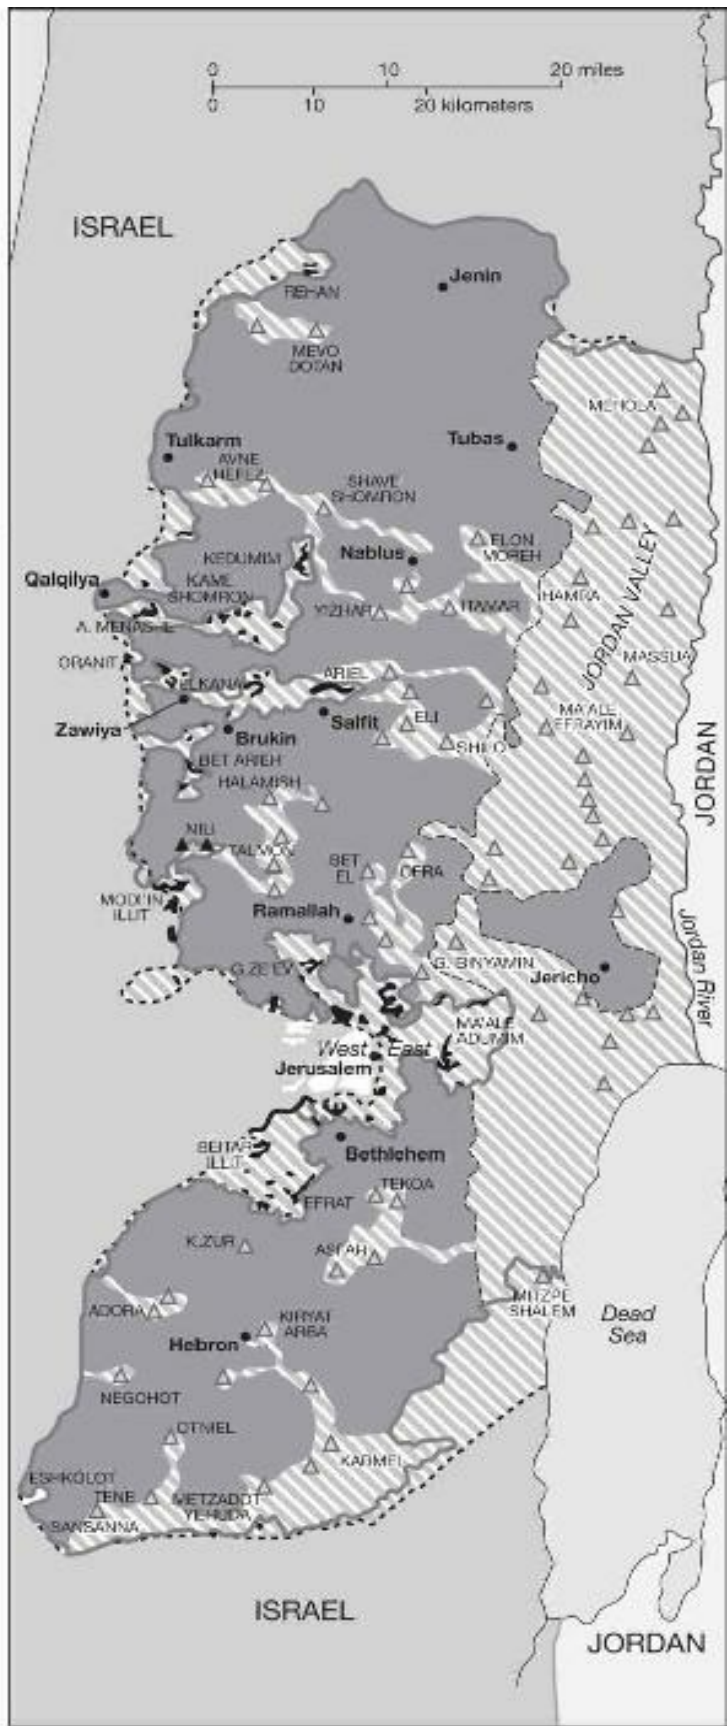 0 10 20 miles
0 10 20 kilometers
ISRAEL
Jenin
REHAN
MEVO
DOTAN
MEHOLA
Tulkarm
Tubas
AVNE
HEFEZ
SHAVE
SHOMRON
KEDUMIM
Nablus
ELON
MOREH
Qalqilya
KAME
SHOMRON
YIZHAR
ITAMAR
HAMRA
JORDAN VALLEY
A. MENASHE
ORANIT
ARIEL
MASSUA
ELKANA
Zawiya
Salfit
ELI
MA'ALE
EFRAYIM
Brukin
SHILO
BET ARIEH
HALAMISH
JORDAN
NILI
TALMON
BET
EL
OFRA
MODI'IN
ILLIT
Ramallah
G. ZE'EV
G. BINYAMIN
Jericho
Jordan River
West East
MA'ALE
ADUMIM
Jerusalem
BEITAR
ILLIT
Bethlehem
EFRAT
TEKOA
K.ZUR
ASFAH
MITZPE
SHALEM
ADORA
KIRYAT
ARBA
Hebron
Dead
Sea
NEGOHOT
OTNIEL
KARMEL
ESHKOLOT
TENE
METZADOT
YEHUDA
SANSANNA
ISRAEL
JORDAN